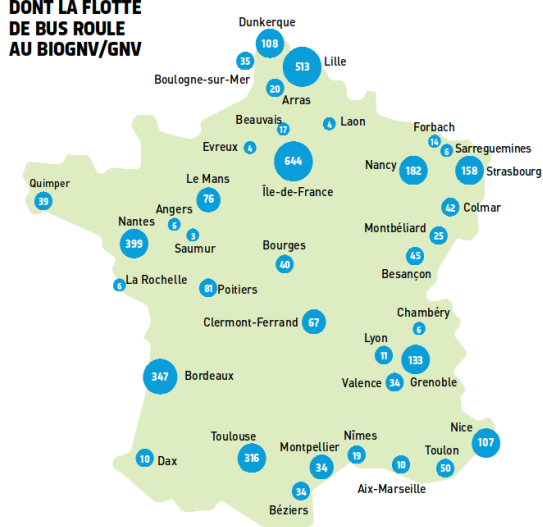 DONT LA FLOTTE
DE BUS ROULE
AU BIOGNV/GNV
Dunkerque
108
35
513
Lille
Boulogne-sur-Mer
20
Arras
Beauvais
17
4
Laon
Forbach
14
Evreux
4
6
Sarreguemines
644
Nancy
182
158
Strasbourg
Quimper
39
Le Mans
76
Île-de-France
42
Colmar
Angers
6
Nantes
399
3
Saumur
Montbéliard
25
Bourges
40
45
Besançon
6
La Rochelle
81
Poitiers
Clermont-Ferrand
67
Chambéry
6
Lyon
11
133
347
Bordeaux
Valence
34
Grenoble
Nice
107
Toulouse
316
Montpellier
34
Nîmes
19
10
Dax
10
Toulon
50
Aix-Marseille
34
Béziers